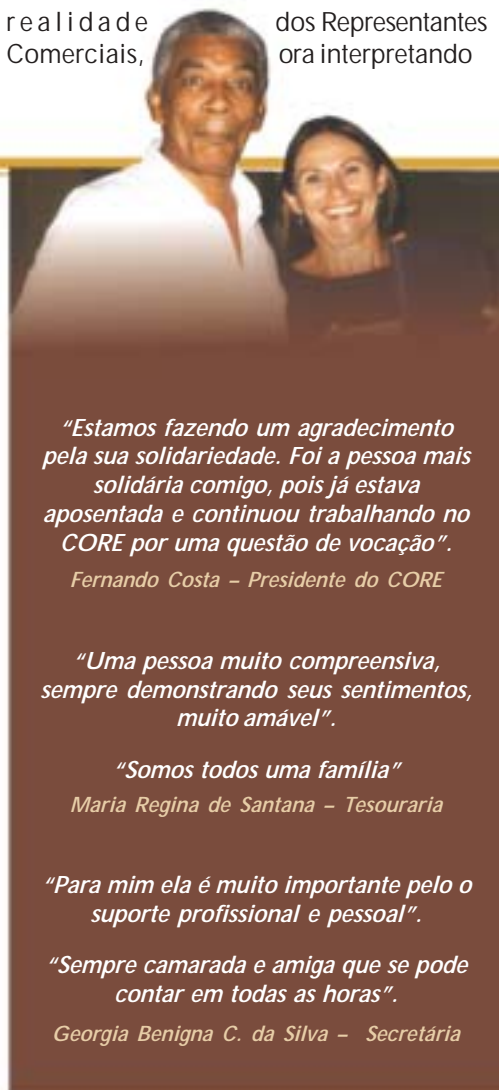 realidade dos Representantes
Comerciais, ora interpretando
“Estamos fazendo um agradecimento
pela sua solidariedade. Foi a pessoa mais
solidária comigo, pois já estava
aposentada e continuou trabalhando no
CORE por uma questão de vocação”.
Fernando Costa – Presidente do CORE
“Uma pessoa muito compreensiva,
sempre demonstrando seus sentimentos,
muito amável”.
“Somos todos uma família”
Maria Regina de Santana – Tesouraria
“Para mim ela é muito importante pelo o
suporte profissional e pessoal”.
“Sempre camarada e amiga que se pode
contar em todas as horas”.
Georgia Benigna C. da Silva – Secretária